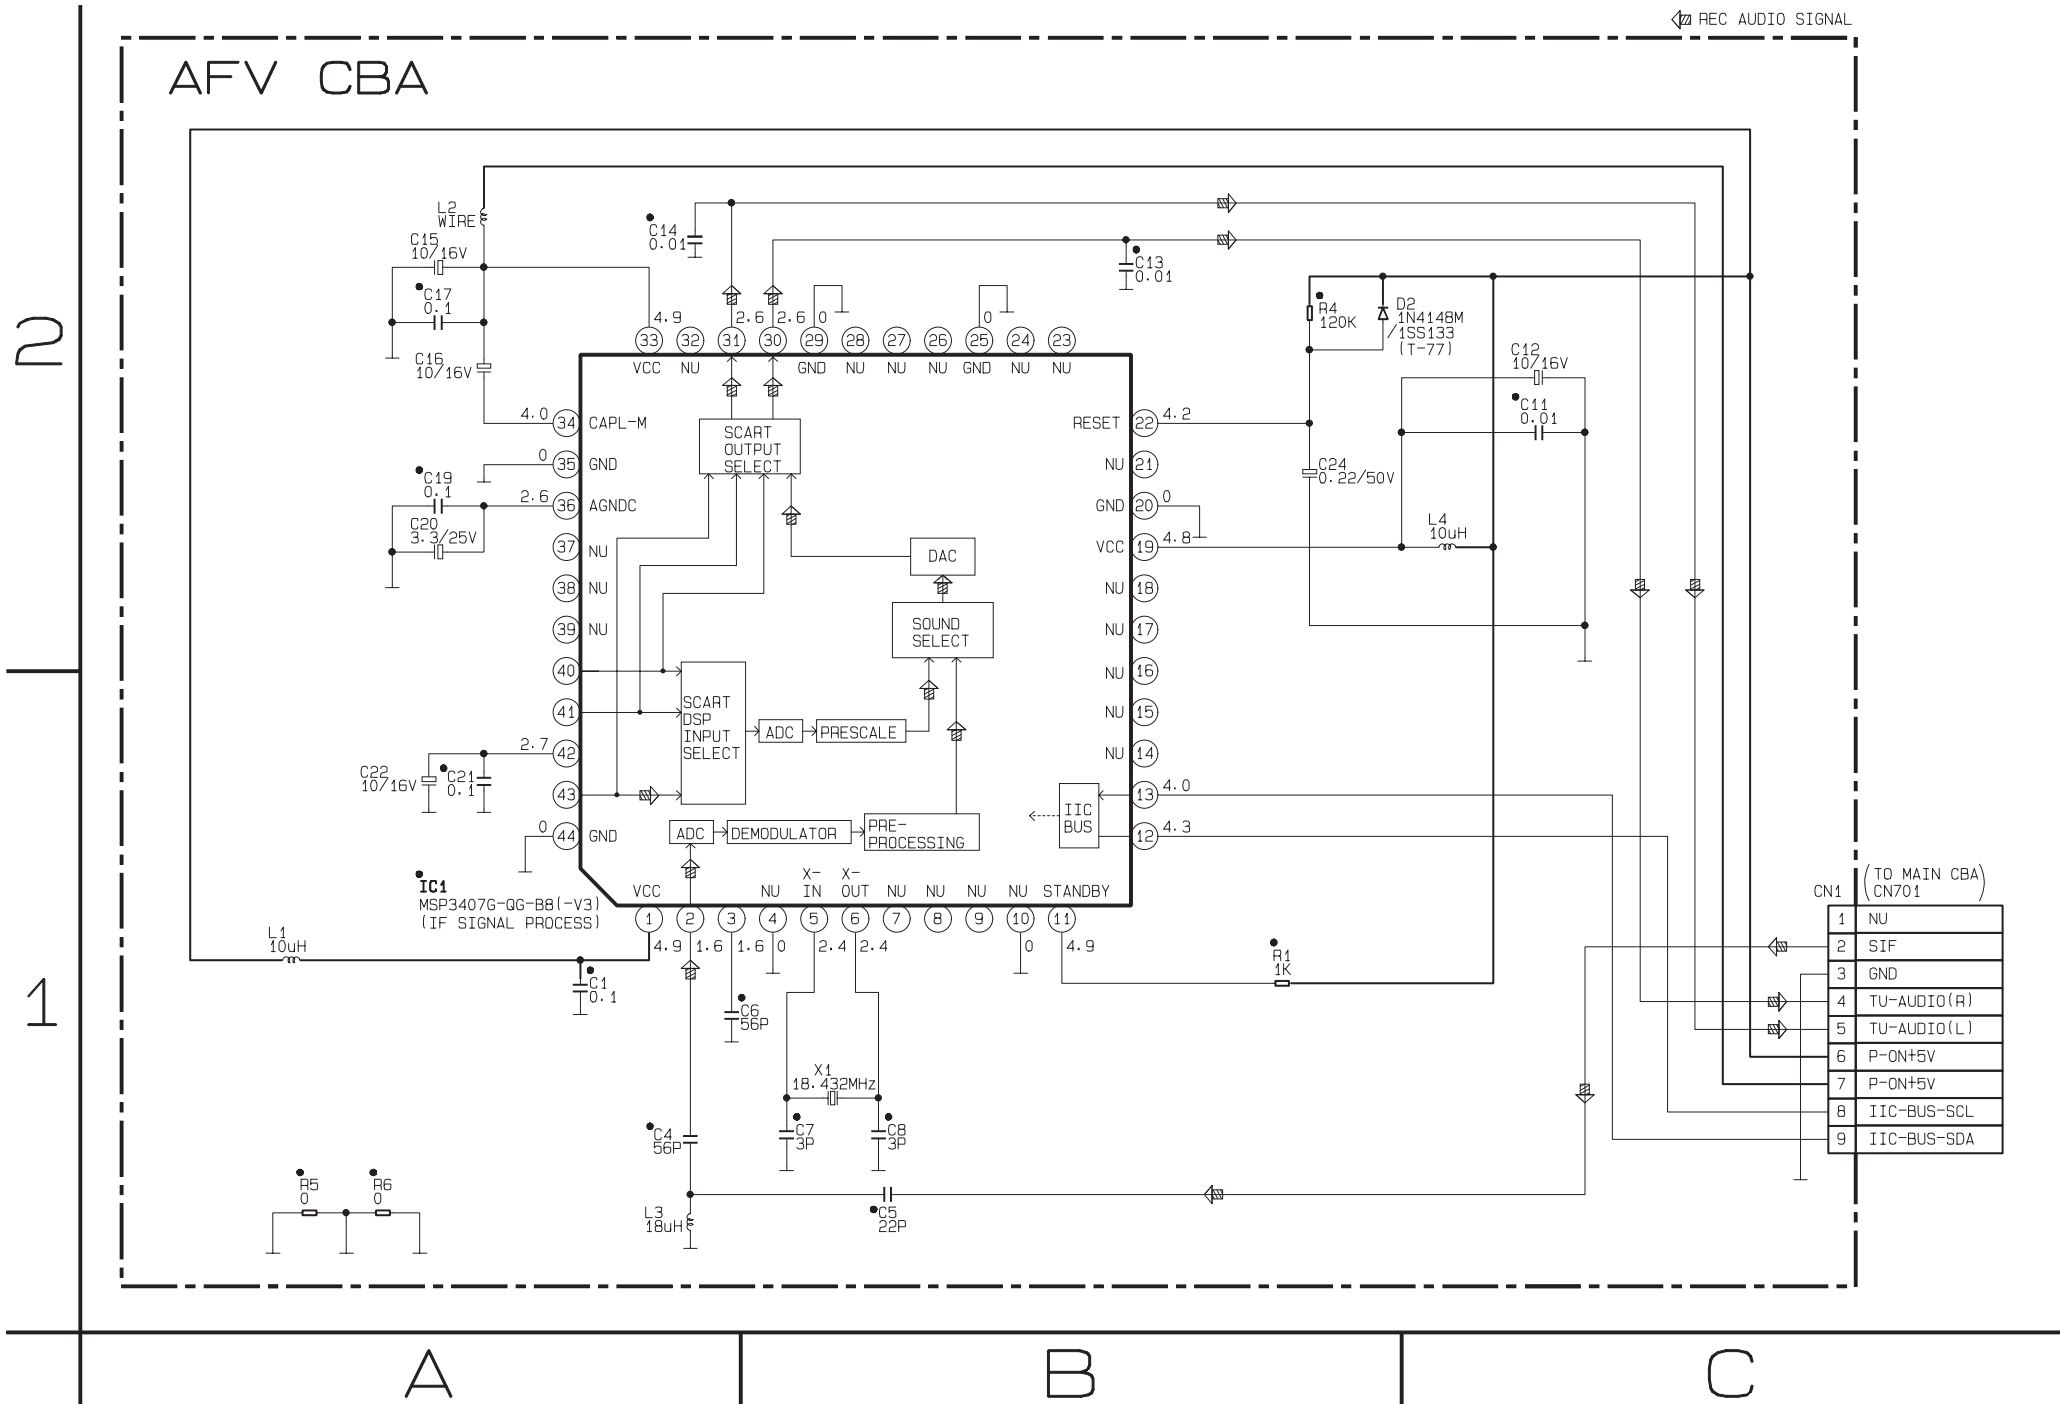 REC AUDIO SIGNAL
AFV CBA
2
1
L2
WIRE
C15
10/16V
C17
0.1
C16
10/16V
C14
0.01
C13
0.01
4.9
2.6
2.6
0
0
33
32
31
30
29
28
27
26
25
24
23
VCC
NU
GND
NU
NU
NU
GND
NU
NU
R4
120K
D2
1N4148M
/1SS133
(T-77)
C12
10/16V
C11
0.01
C24
0.22/50V
L4
10uH
4.0
34
CAPL-M
0
35
GND
C19
0.1
C20
3.3/25V
2.6
36
AGNDC
37
NU
38
NU
39
NU
40
41
2.7
42
C22
10/16V
C21
0.1
43
0
44
GND
SCART
OUTPUT
SELECT
DAC
SOUND
SELECT
SCART
DSP
INPUT
SELECT
ADC
PRESCALE
ADC
DEMODULATOR
PRE-
PROCESSING
IIC
BUS
RESET
22
4.2
NU
21
GND
20
0
VCC
19
4.8
NU
18
NU
17
NU
16
NU
15
NU
14
13
4.0
12
4.3
IC1
MSP3407G-QG-B8(-V3)
(IF SIGNAL PROCESS)
VCC
NU
X-
IN
X-
OUT
NU
NU
NU
NU
STANDBY
1
2
3
4
5
6
7
8
9
10
11
4.9
1.6
1.6
0
2.4
2.4
0
4.9
L1
10uH
C1
0.1
C6
56P
R1
1K
X1
18.432MHz
C7
3P
C8
3P
C4
56P
L3
18uH
C5
22P
R5
0
R6
0
CN1
(TO MAIN CBA)
CN701
1 NU
2 SIF
3 GND
4 TU-AUDIO(R)
5 TU-AUDIO(L)
6 P-ON+5V
7 P-ON+5V
8 IIC-BUS-SCL
9 IIC-BUS-SDA
A
B
C